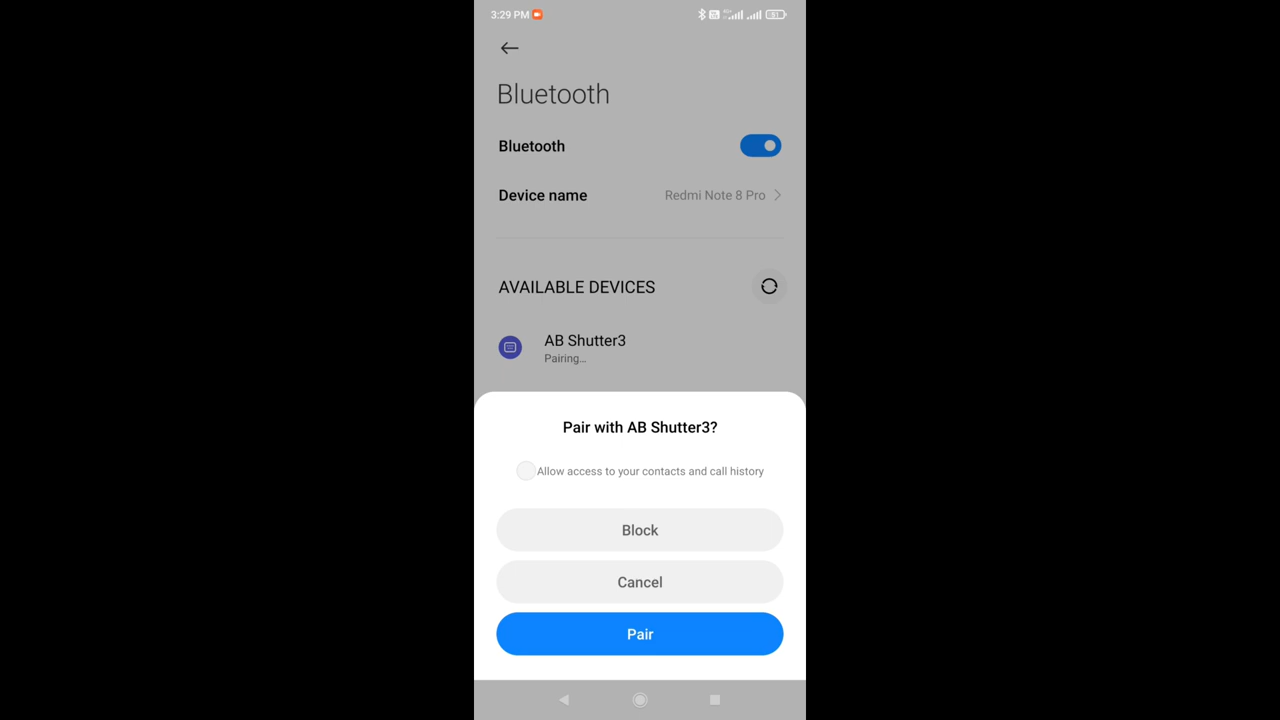 3:29 PM
Bluetooth
Bluetooth
Device name Redmi Note 8 Pro
AVAILABLE DEVICES
AB Shutter3
Pairing...
Pair with AB Shutter3?
Allow access to your contacts and call history
Block
Cancel
Pair